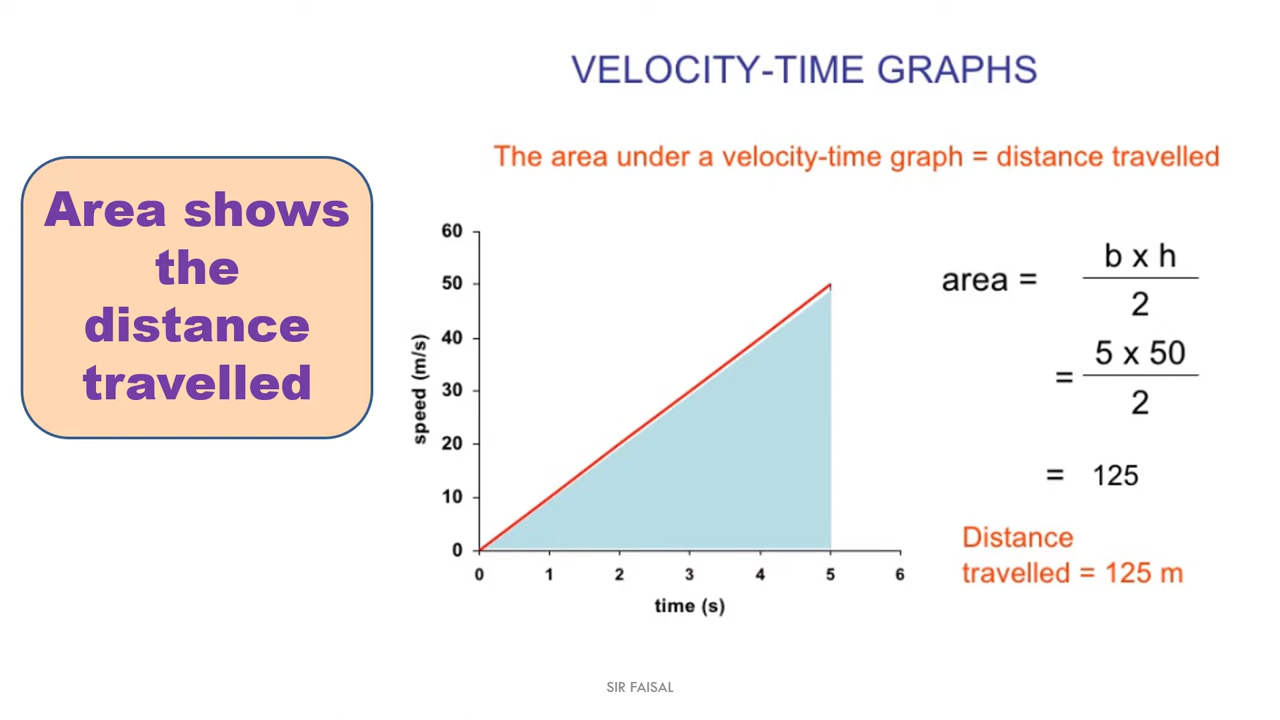 VELOCITY-TIME GRAPHS
The area under a velocity-time graph = distance travelled
Area shows
the
distance
travelled
60
50
40
30
20
10
0
speed (m/s)
0 1 2 3 4 5 6
time (s)
area = b x h
2
= 5 x 50
2
= 125
Distance
travelled = 125 m
SIR FAISAL